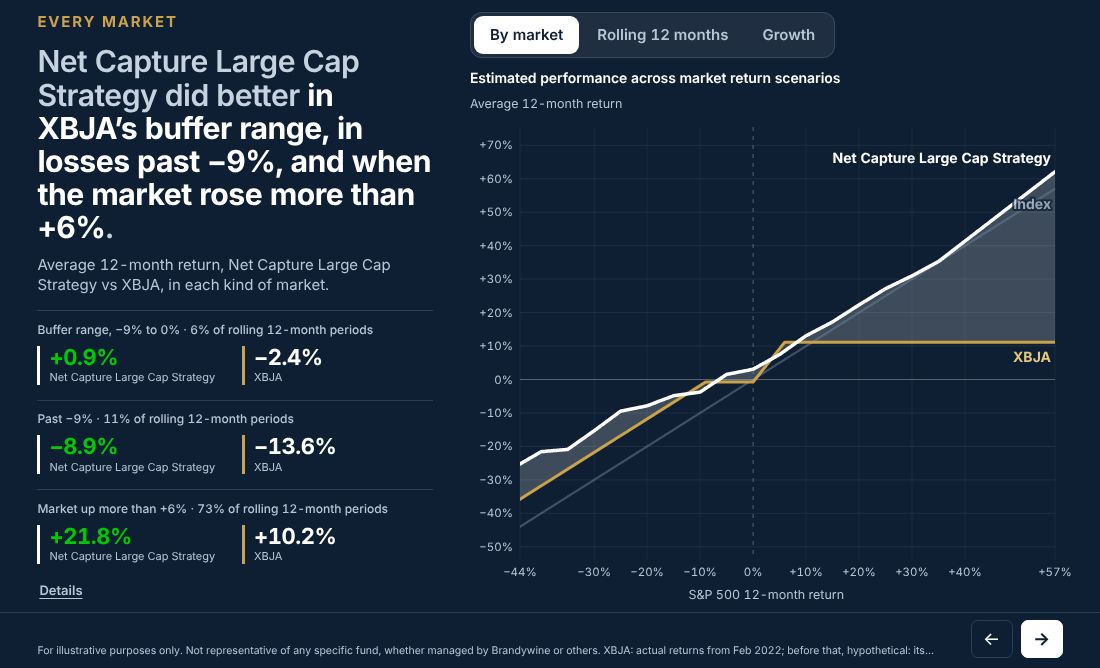 EVERY MARKET
Net Capture Large Cap
Strategy did better in
XBJA’s buffer range, in
losses past −9%, and when
the market rose more than
+6%.
Average 12-month return, Net Capture Large Cap
Strategy vs XBJA, in each kind of market.
Buffer range, −9% to 0% · 6% of rolling 12-month periods
+0.9%
Net Capture Large Cap Strategy
−2.4%
XBJA
Past −9% · 11% of rolling 12-month periods
−8.9%
Net Capture Large Cap Strategy
−13.6%
XBJA
Market up more than +6% · 73% of rolling 12-month periods
+21.8%
Net Capture Large Cap Strategy
+10.2%
XBJA
Details
By market
Rolling 12 months
Growth
Estimated performance across market return scenarios
Average 12-month return
+70%
+60%
+50%
+40%
+30%
+20%
+10%
0%
−10%
−20%
−30%
−40%
−50%
Net Capture Large Cap Strategy
Index
XBJA
−44%
−30%
−20%
−10%
0%
+10%
+20%
+30%
+40%
+57%
S&P 500 12-month return
For illustrative purposes only. Not representative of any specific fund, whether managed by Brandywine or others. XBJA: actual returns from Feb 2022; before that, hypothetical: its...